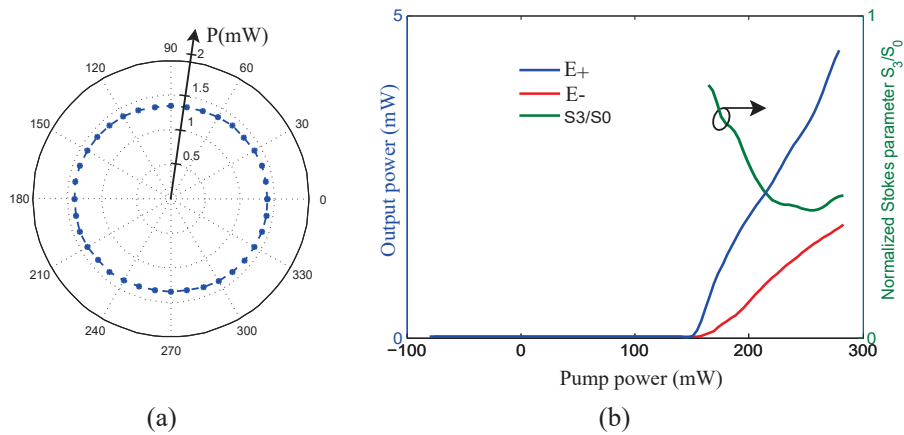 P(mW)
90
2
120
60
1.5
1
150
30
0.5
180
0
210
330
240
300
270
(a)
5
1
E+
E-
S3/S0
Output power (mW)
Normalized Stokes parameter S3/S0
0
0
−100
0
100
200
300
Pump power (mW)
(b)